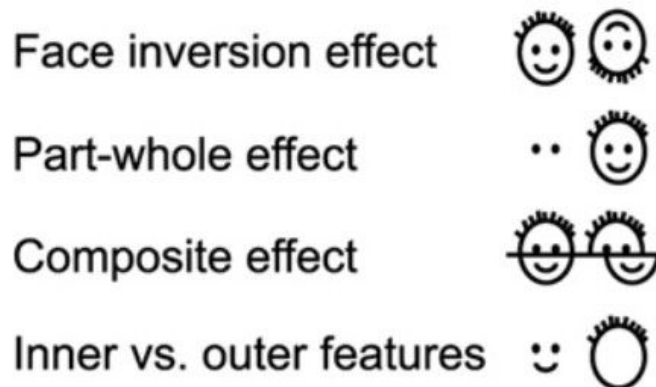 Face inversion effect
Part-whole effect
Composite effect
Inner vs. outer features